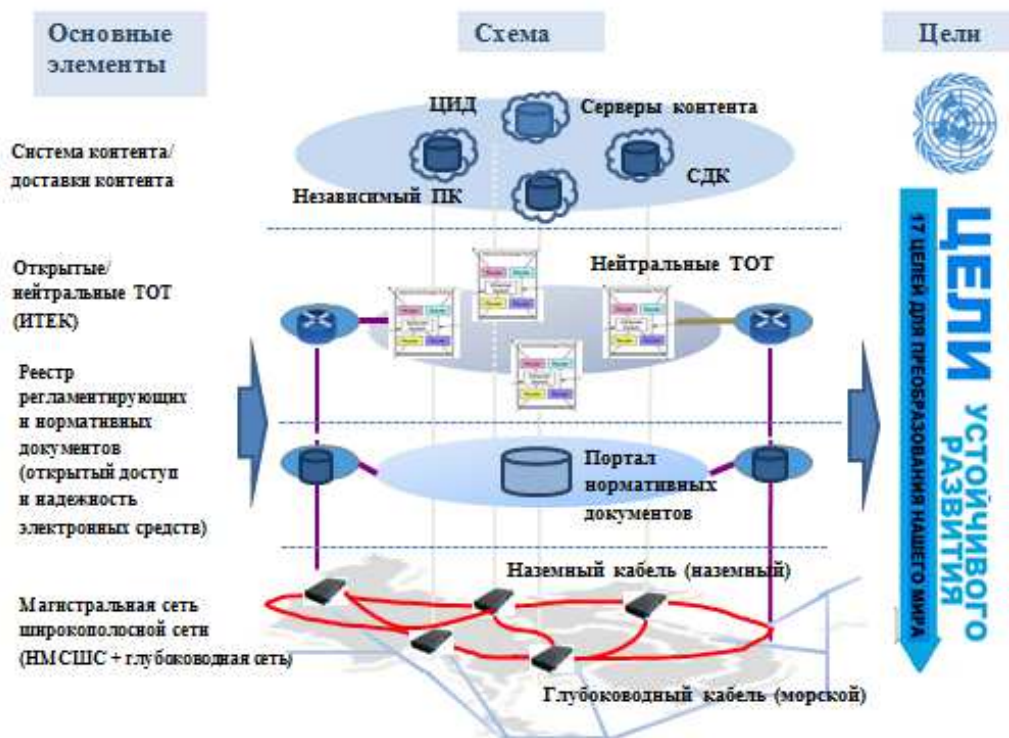 Основные
элементы
Схема
Цели
Система контента/
доставки контента
ЦИД
Серверы контента
Независимый ПК
СДК
Открытые/
нейтральные ТОТ
(ИТЕК)
Нейтральные ТОТ
Реестр
регламентирующих
и нормативных
документов
(открытый доступ
и надежность
электронных средств)
Портал
нормативных
документов
Магистральная сеть
широкополосной сети
(НМСШС + глубоководная сеть)
Наземный кабель (наземный)
Глубоководный кабель (морской)
17 ЦЕЛЕЙ ДЛЯ ПРЕОБРАЗОВАНИЯ НАШЕГО МИРА
ЦЕЛИ
УСТОЙЧИВОГО
РАЗВИТИЯ